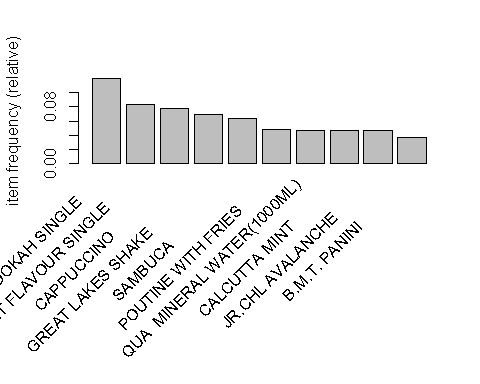 item frequency (relative)
0.08
0.00
OOKAH SINGLE
T FLAVOUR SINGLE
CAPPUCCINO
GREAT LAKES SHAKE
SAMBUCA
POUTINE WITH FRIES
QUA  MINERAL WATER(1000ML)
CALCUTTA MINT
JR.CHL AVALANCHE
B.M.T. PANINI